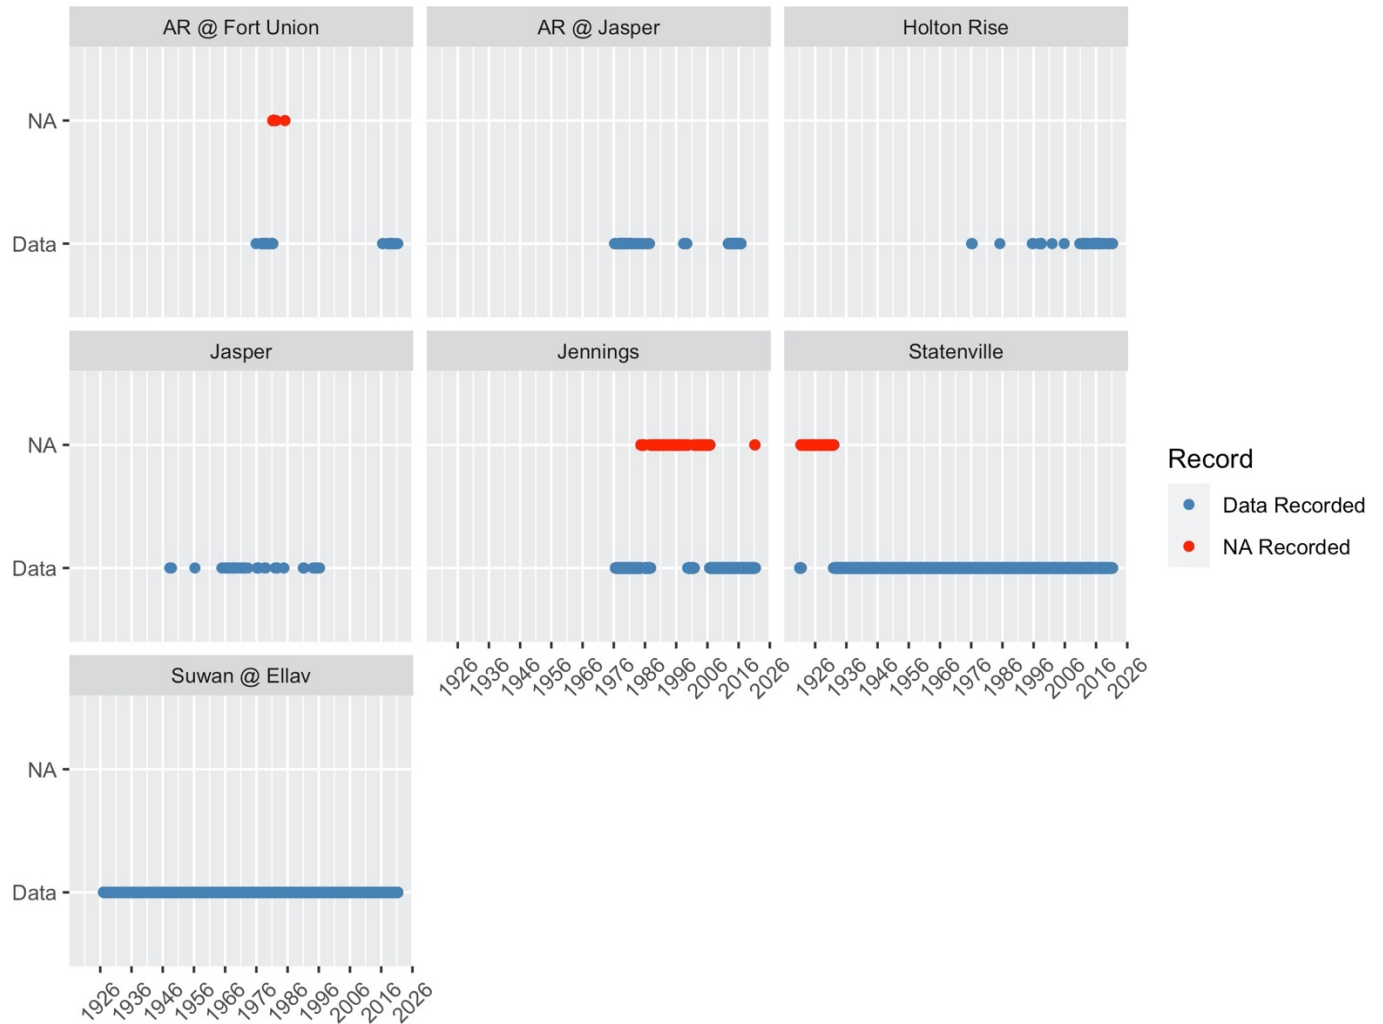 AR @ Fort Union
AR @ Jasper
Holton Rise
NA
Data
Jasper
Jennings
Statenville
NA
Data
1926 1936 1946 1956 1966 1976 1986 1996 2006 2016 2026
1926 1936 1946 1956 1966 1976 1986 1996 2006 2016 2026
Suwan @ Ellav
NA
Data
1926 1936 1946 1956 1966 1976 1986 1996 2006 2016 2026
Record
Data Recorded
NA Recorded